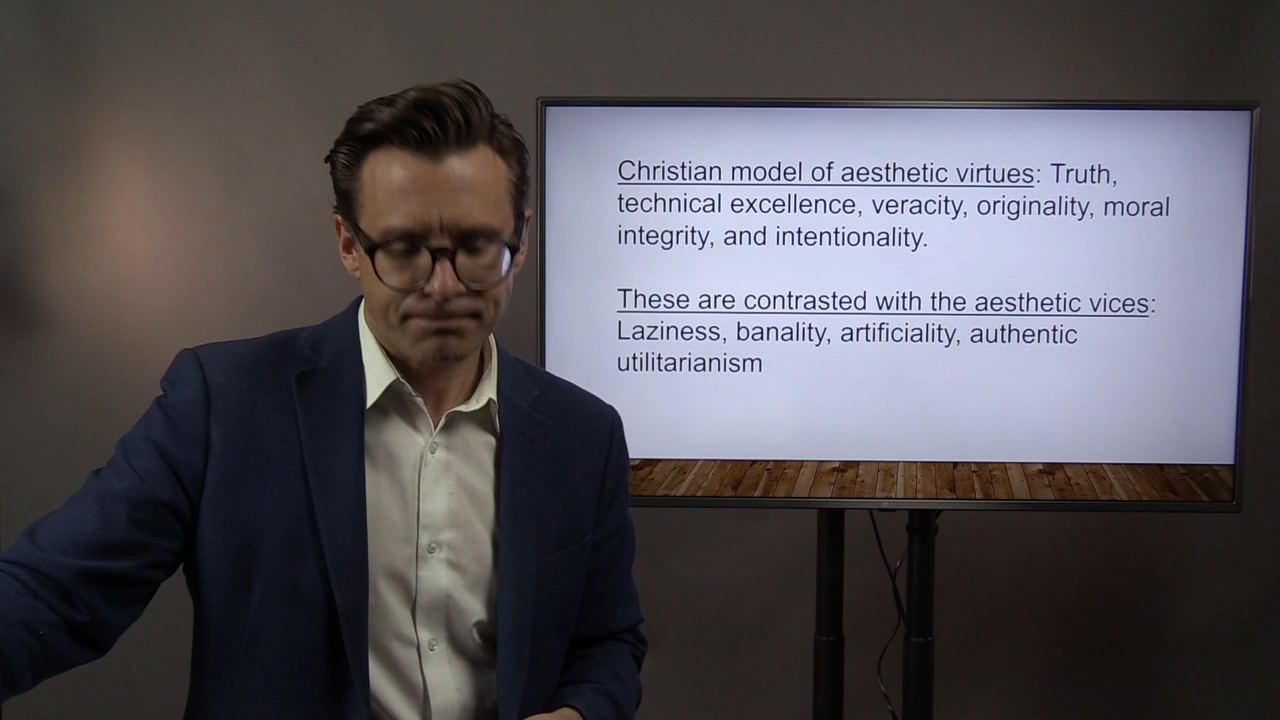 Christian model of aesthetic virtues: Truth,
technical excellence, veracity, originality, moral
integrity, and intentionality.
These are contrasted with the aesthetic vices:
Laziness, banality, artificiality, authentic
utilitarianism